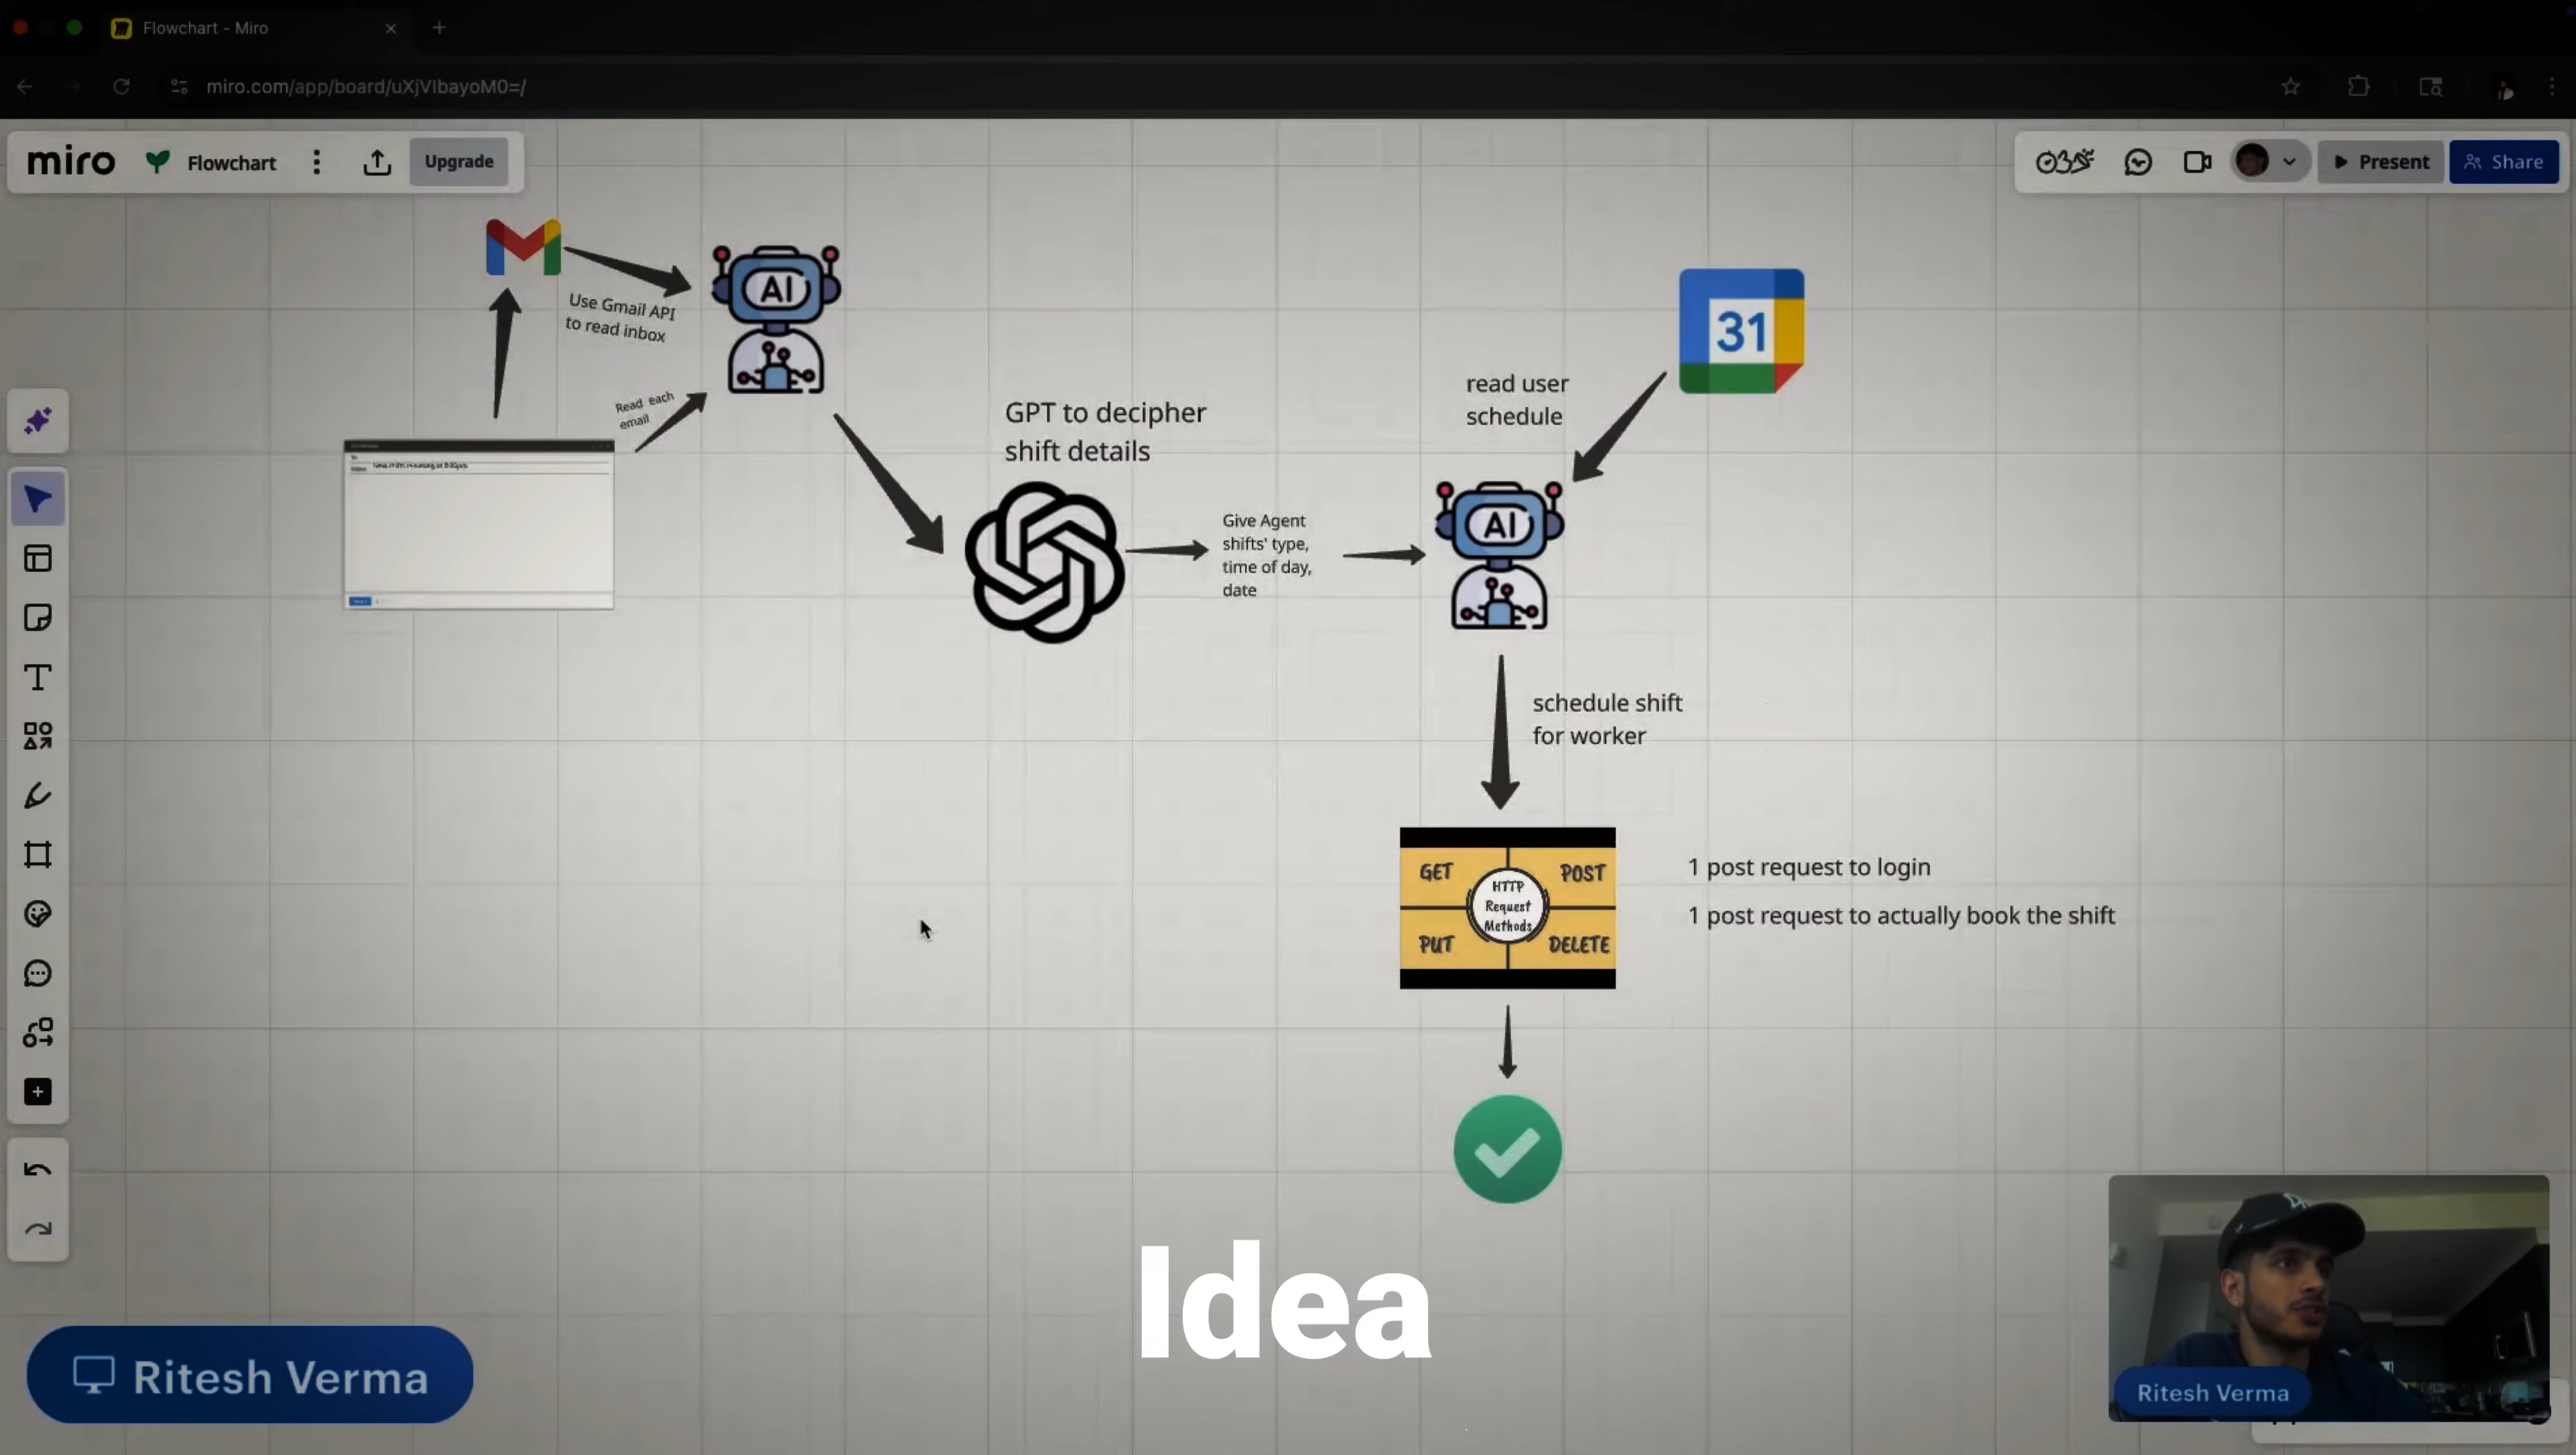 Flowchart - Miro
miro.com/app/board/uXjVIbayoM0=/
miro
Flowchart
Upgrade
Present
Share
Use Gmail API
to read inbox
AI
31
Read each
email
read user
schedule
GPT to decipher
shift details
Give Agent
shifts' type,
time of day,
date
AI
schedule shift
for worker
GET
POST
HTTP
Request
Methods
PUT
DELETE
1 post request to login
1 post request to actually book the shift
Idea
Ritesh Verma
Ritesh Verma